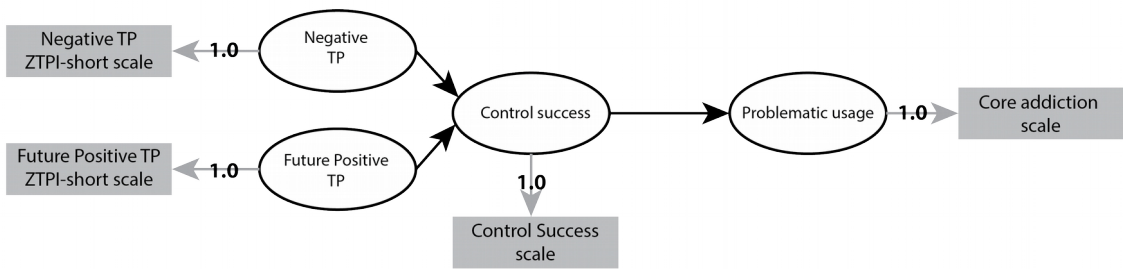 Negative TP
ZTPI-short scale
1.0
Negative
TP
Future Positive TP
ZTPI-short scale
1.0
Future Positive
TP
Control success
1.0
Control Success
scale
Problematic usage
1.0
Core addiction
scale